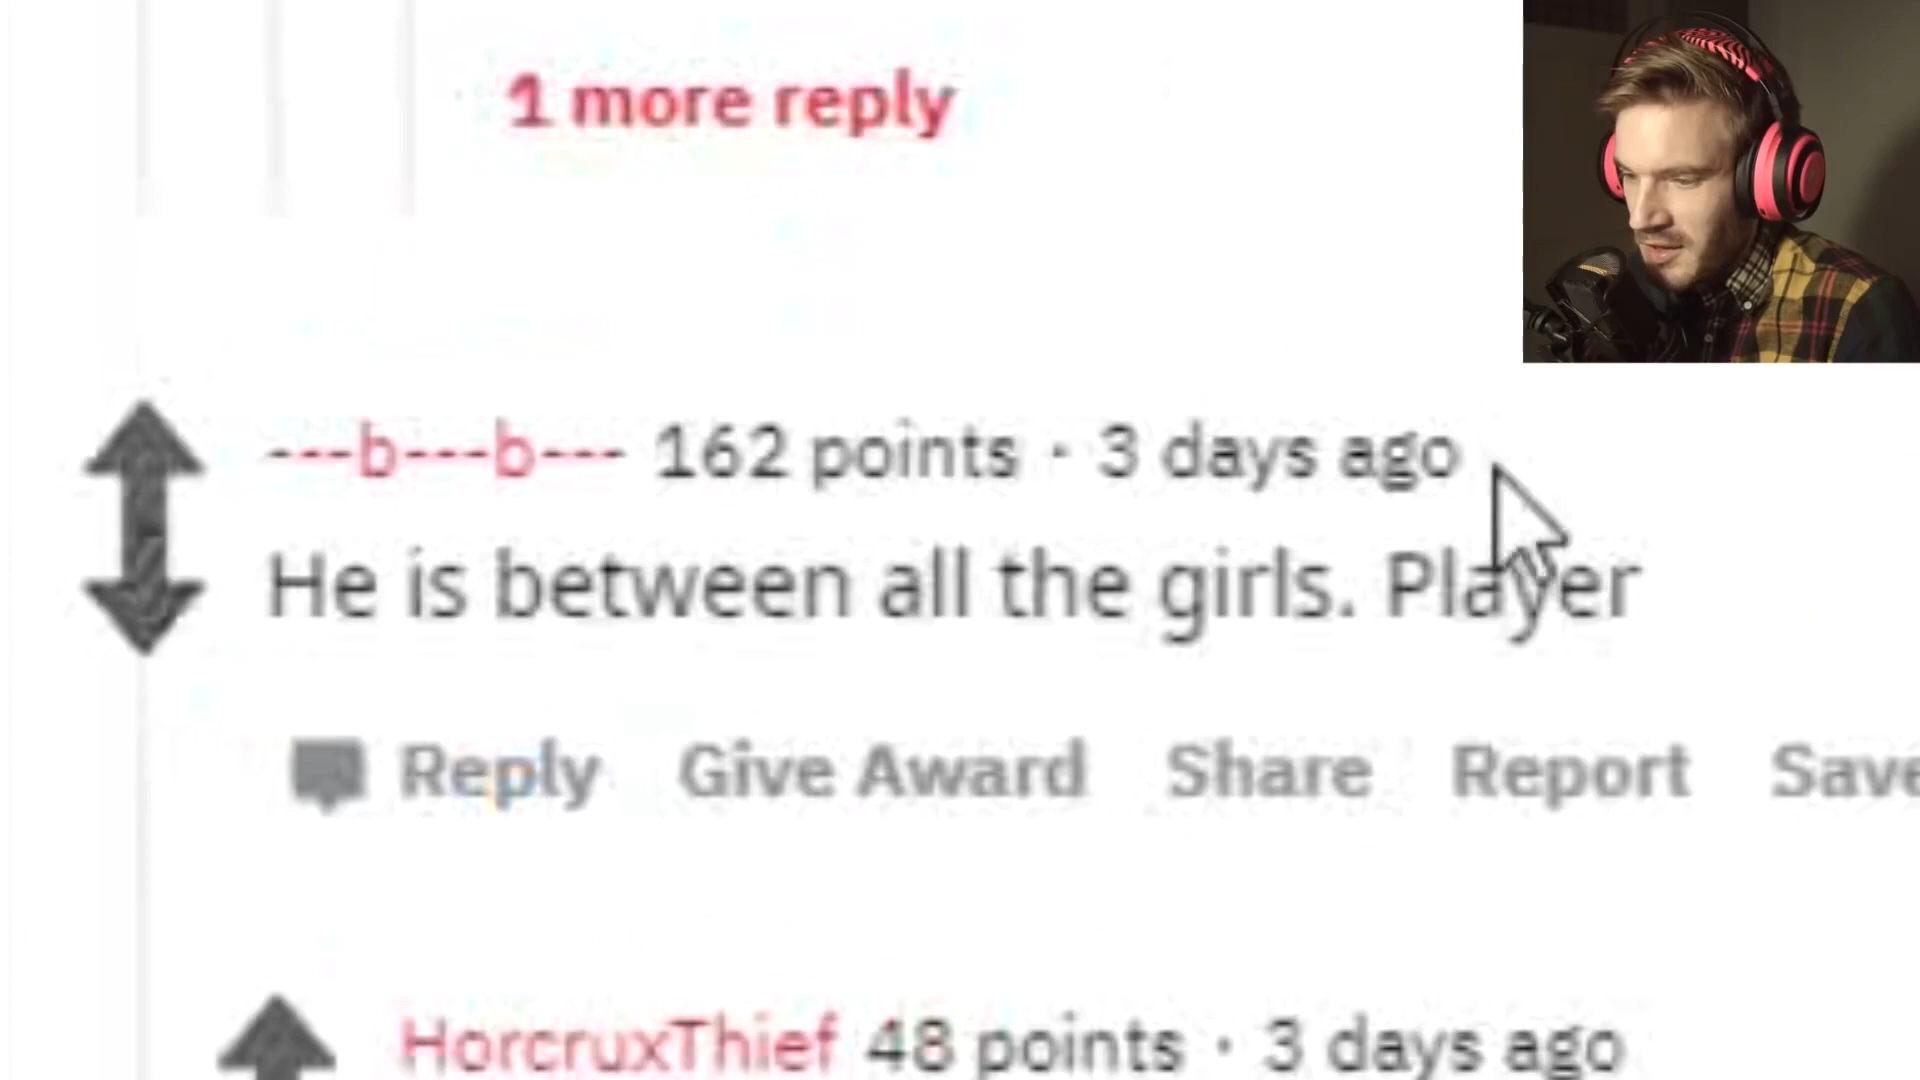 1 more reply
---b---b--- 162 points · 3 days ago
He is between all the girls. Player
Reply Give Award Share Report Save
HorcruxThief 48 points · 3 days ago